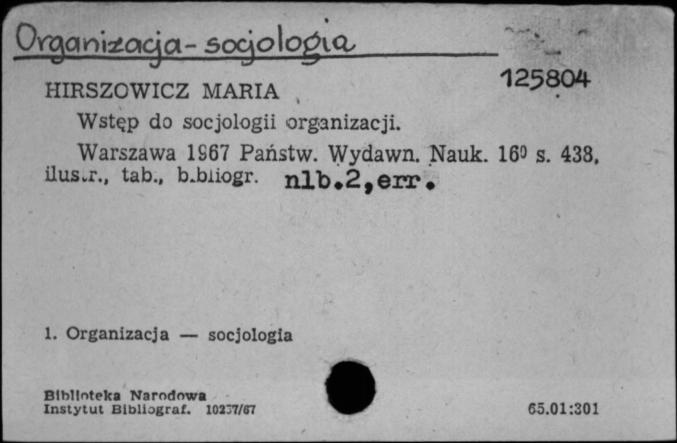 Organizacja - socjologia
125804
HIRSZOWICZ MARIA
Wstęp do socjologii organizacji.
Warszawa 1967 Państw. Wydawn. Nauk. 16⁰ s. 438,
ilustr., tab., bibliogr. nlb.2,err.
1. Organizacja — socjologia
Biblioteka Narodowa
Instytut Bibliograf. 10237/67
65.01:301